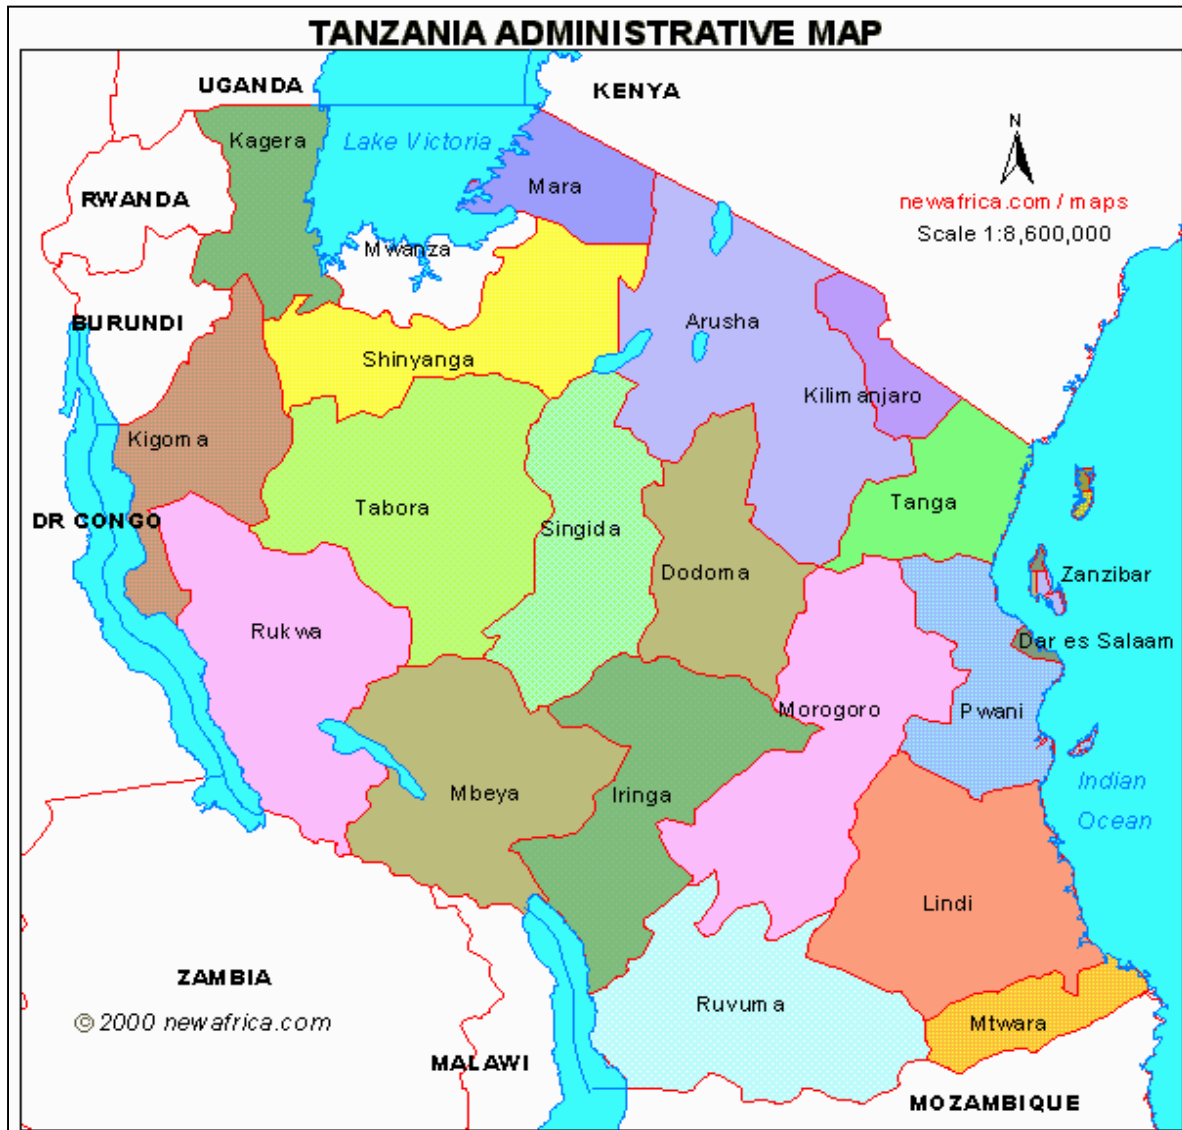 TANZANIA ADMINISTRATIVE MAP
UGANDA
KENYA
Kagera
Lake Victoria
N
Mara
RWANDA
newafrica.com / maps
Scale 1:8,600,000
Mwanza
BURUNDI
Arusha
Shinyanga
Kilimanjaro
Kigoma
Tabora
Tanga
DR CONGO
Singida
Dodoma
Zanzibar
Rukwa
Dar es Salaam
Morogoro
Pwani
Mbeya
Iringa
Indian
Ocean
Lindi
ZAMBIA
Ruvuma
© 2000 newafrica.com
Mtwara
MALAWI
MOZAMBIQUE